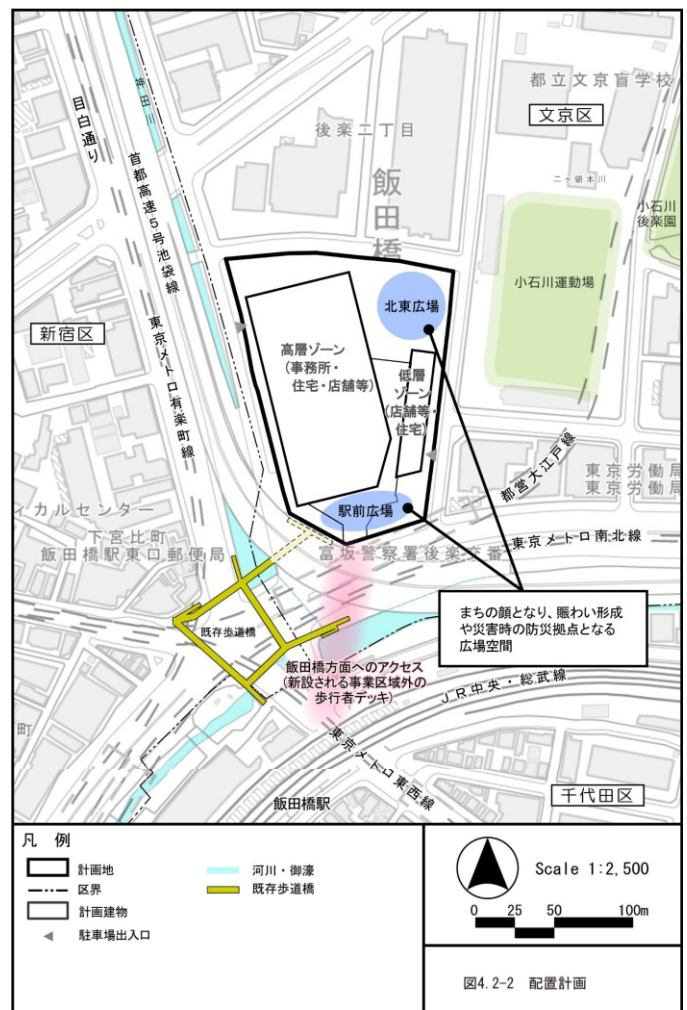 都立文京盲学校
文京区
神田川
目白通り
後楽二丁目
首都高速5号池袋線
飯田橋
二ヶ領本川
小石川
後楽園
小石川運動場
北東広場
新宿区
東京メトロ有楽町線
高層ゾーン
(事務所・
住宅・店舗等)
低層
ゾーン
(店舗等・
住宅)
都営大江戸線
東京労働局
東京労働局
駅前広場
ィカルセンター
下宮比町
飯田橋駅東口郵便局
富坂警察署後楽交番
東京メトロ南北線
既存歩道橋
まちの顔となり、賑わい形成
や災害時の防災拠点となる
広場空間
飯田橋方面へのアクセス
(新設される事業区域外の
歩行者デッキ)
JR中央・総武線
町
東京メトロ東西線
飯田橋駅
千代田区
凡 例
計画地
区界
計画建物
駐車場出入口
河川・御濠
既存歩道橋
Scale 1:2,500
0 25 50 100m
図4.2-2 配置計画